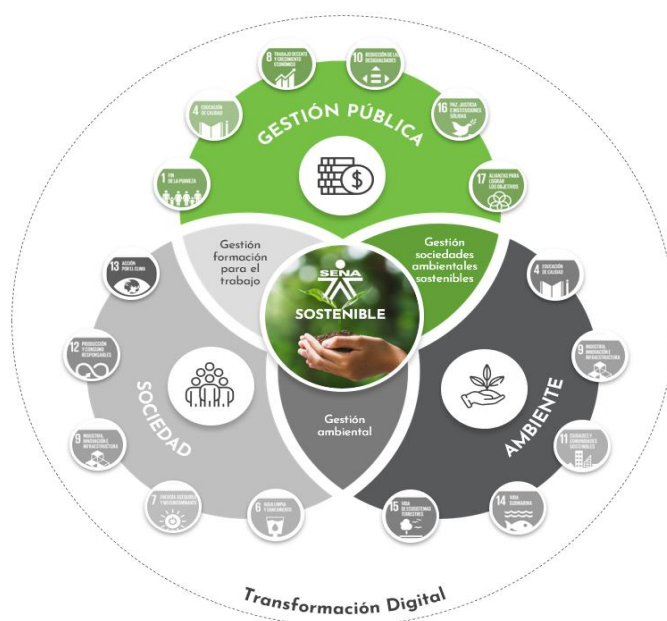 8 TRABAJO DECENTE
Y CRECIMIENTO
ECONÓMICO
10 REDUCCIÓN DE LAS
DESIGUALDADES
4 EDUCACIÓN
DE CALIDAD
16 PAZ, JUSTICIA
E INSTITUCIONES
SÓLIDAS
1 FIN
DE LA POBREZA
17 ALIANZAS PARA
LOGRAR
LOS OBJETIVOS
GESTIÓN PÚBLICA
Gestión
formación
para el
trabajo
Gestión
sociedades
ambientales
sostenibles
SENA
SOSTENIBLE
13 ACCIÓN
POR EL CLIMA
12 PRODUCCIÓN
Y CONSUMO
RESPONSABLES
9 INDUSTRIA,
INNOVACIÓN E
INFRAESTRUCTURA
7 ENERGÍA ASEQUIBLE
Y NO CONTAMINANTE
6 AGUA LIMPIA
Y SANEAMIENTO
SOCIEDAD
Gestión
ambiental
4 EDUCACIÓN
DE CALIDAD
9 INDUSTRIA,
INNOVACIÓN E
INFRAESTRUCTURA
11 CIUDADES Y
COMUNIDADES
SOSTENIBLES
14 VIDA
SUBMARINA
15 VIDA
DE ECOSISTEMAS
TERRESTRES
AMBIENTE
Transformación Digital